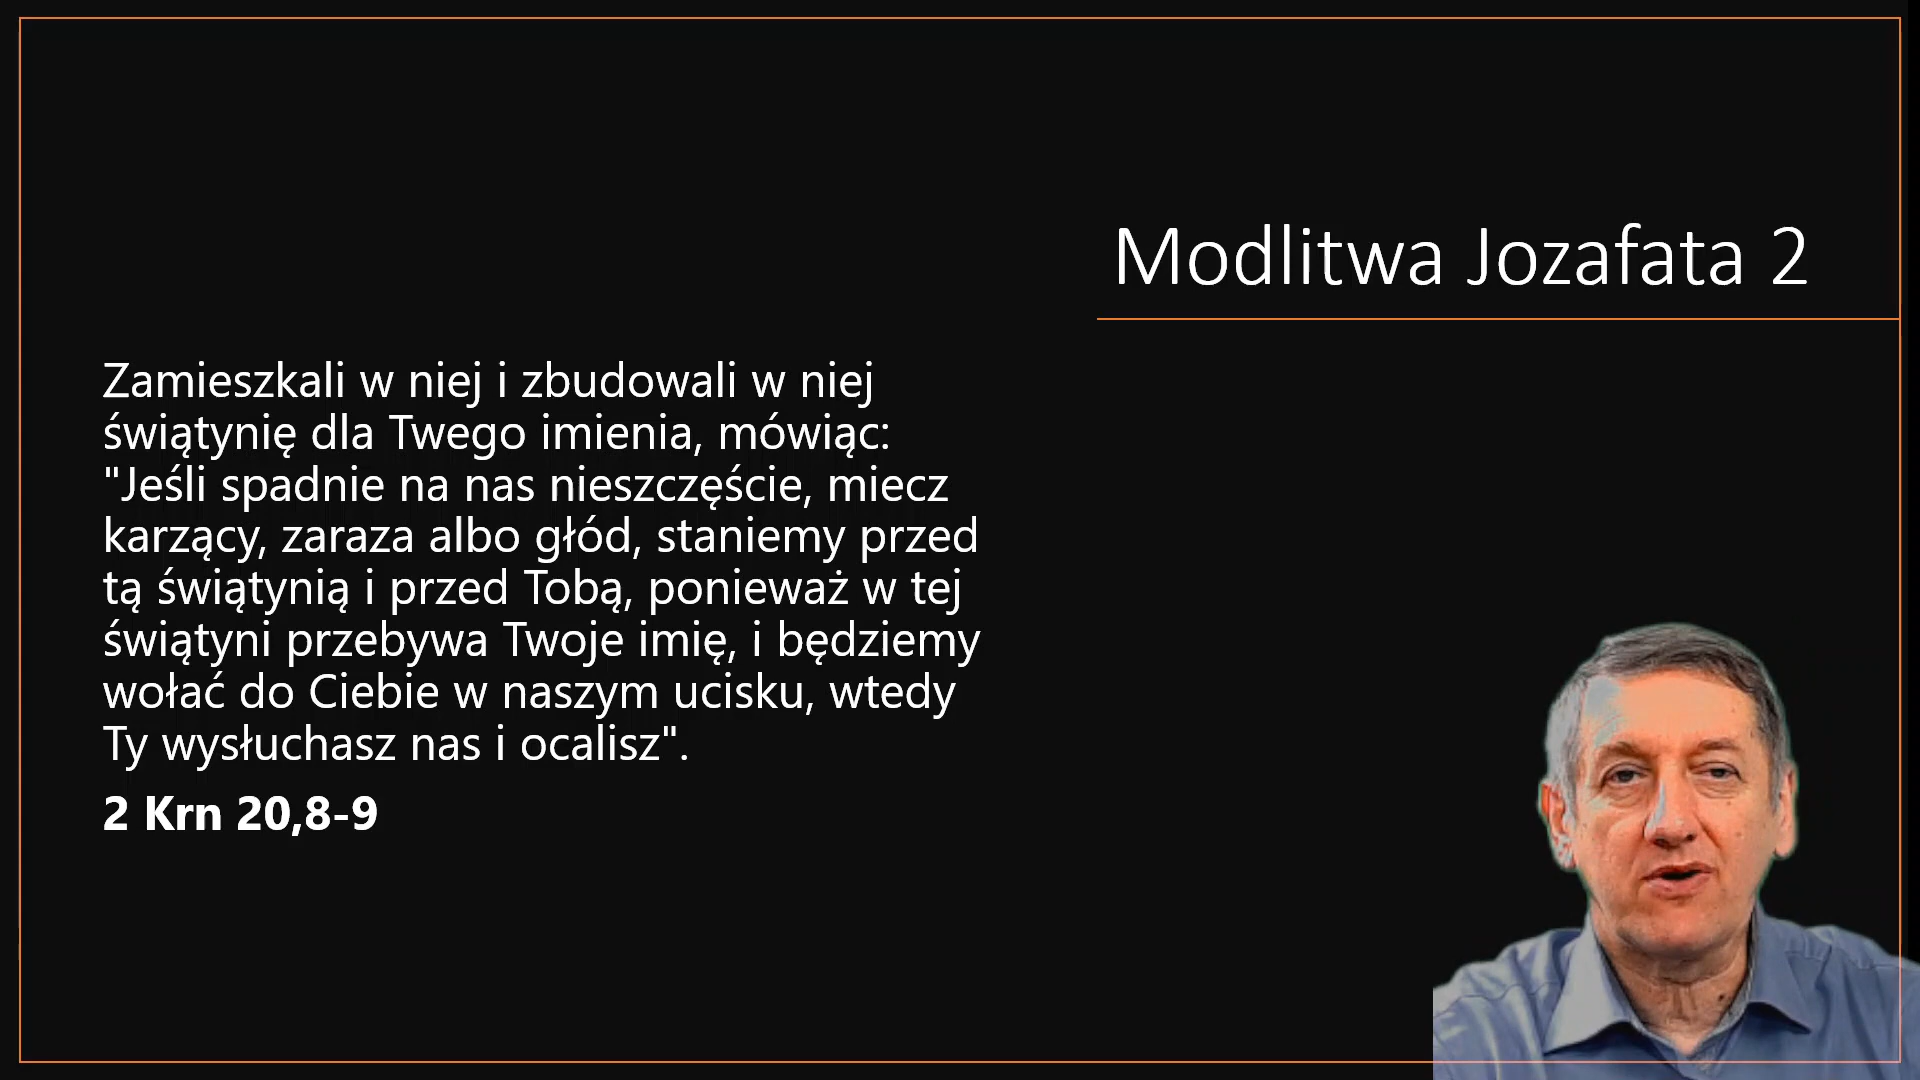 Modlitwa Jozafata 2
Zamieszkali w niej i zbudowali w niej
świątynię dla Twego imienia, mówiąc:
"Jeśli spadnie na nas nieszczęście, miecz
karzący, zaraza albo głód, staniemy przed
tą świątynią i przed Tobą, ponieważ w tej
świątyni przebywa Twoje imię, i będziemy
wołać do Ciebie w naszym ucisku, wtedy
Ty wysłuchasz nas i ocalisz".
2 Krn 20,8-9